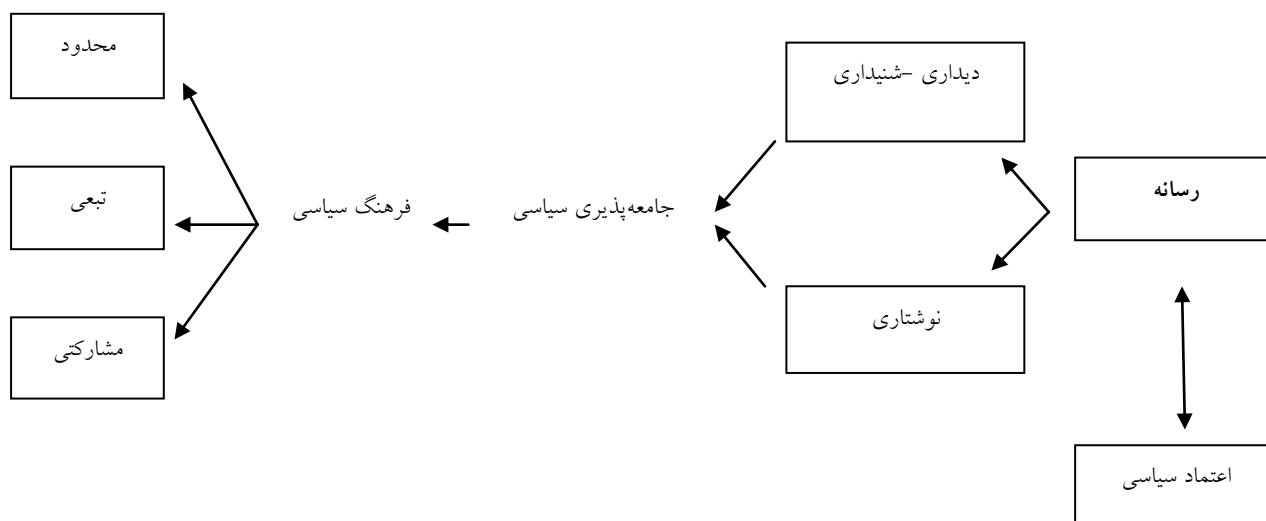 رسانه
دیداری –شنیداری
نوشتاری
جامعه‌پذیری سیاسی
فرهنگ سیاسی
محدود
تبعی
مشارکتی
اعتماد سیاسی